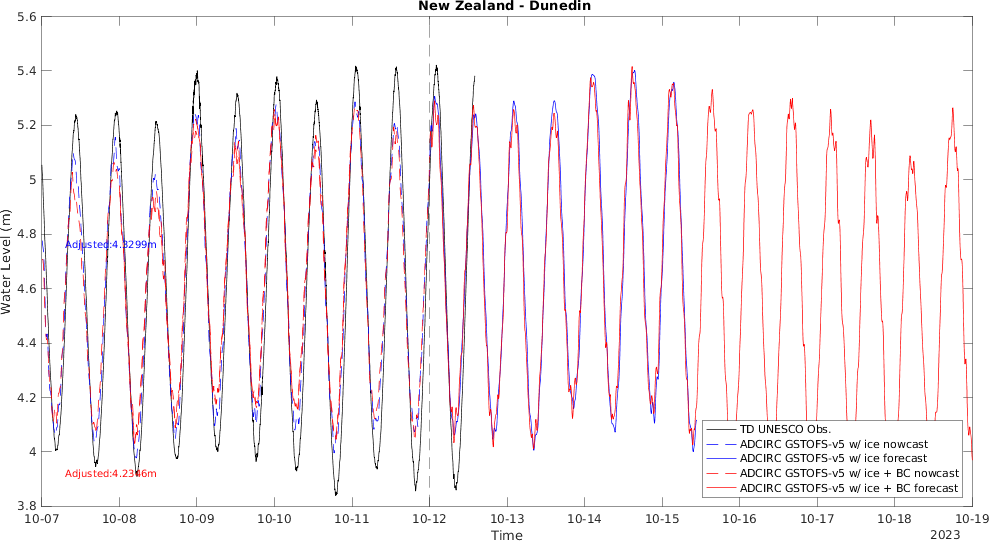 New Zealand - Dunedin
5.6
5.4
5.2
5
4.8
4.6
4.4
4.2
4
3.8
Water Level (m)
Adjusted:4.3299m
Adjusted:4.2346m
TD UNESCO Obs.
ADCIRC GSTOFS-v5 w/ ice nowcast
ADCIRC GSTOFS-v5 w/ ice forecast
ADCIRC GSTOFS-v5 w/ ice + BC nowcast
ADCIRC GSTOFS-v5 w/ ice + BC forecast
10-07 10-08 10-09 10-10 10-11 10-12 10-13 10-14 10-15 10-16 10-17 10-18 10-19
Time
2023